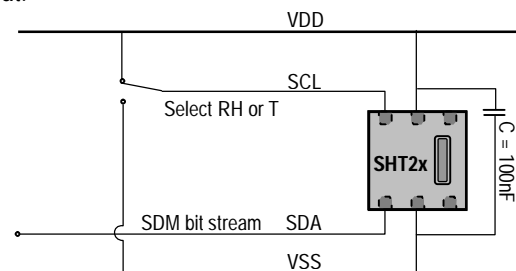 VDD
SCL
Select RH or T
SHT2x
C = 100nF
SDM bit stream SDA
VSS